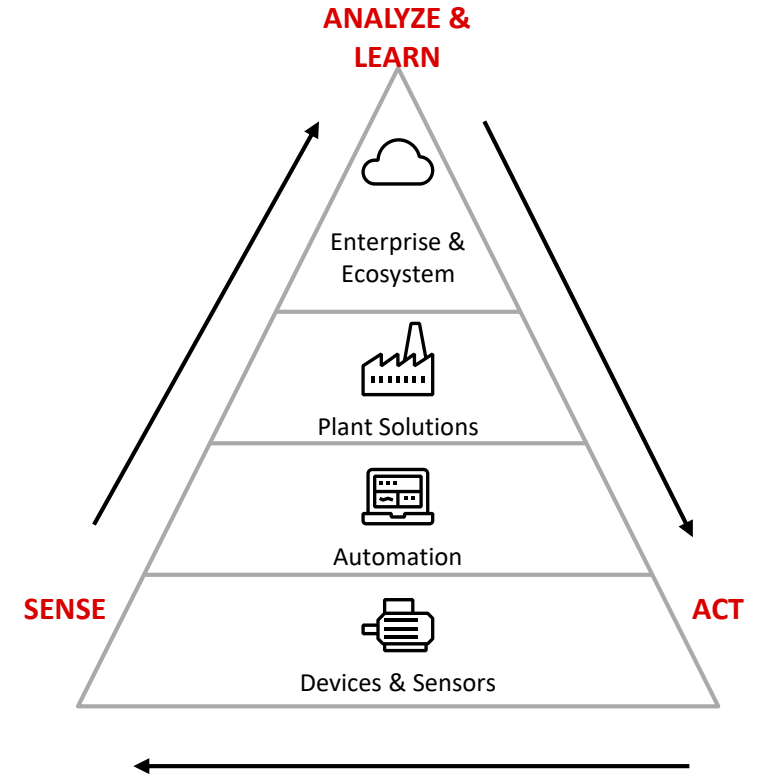 ANALYZE &
LEARN
Enterprise &
Ecosystem
Plant Solutions
Automation
SENSE
ACT
Devices & Sensors